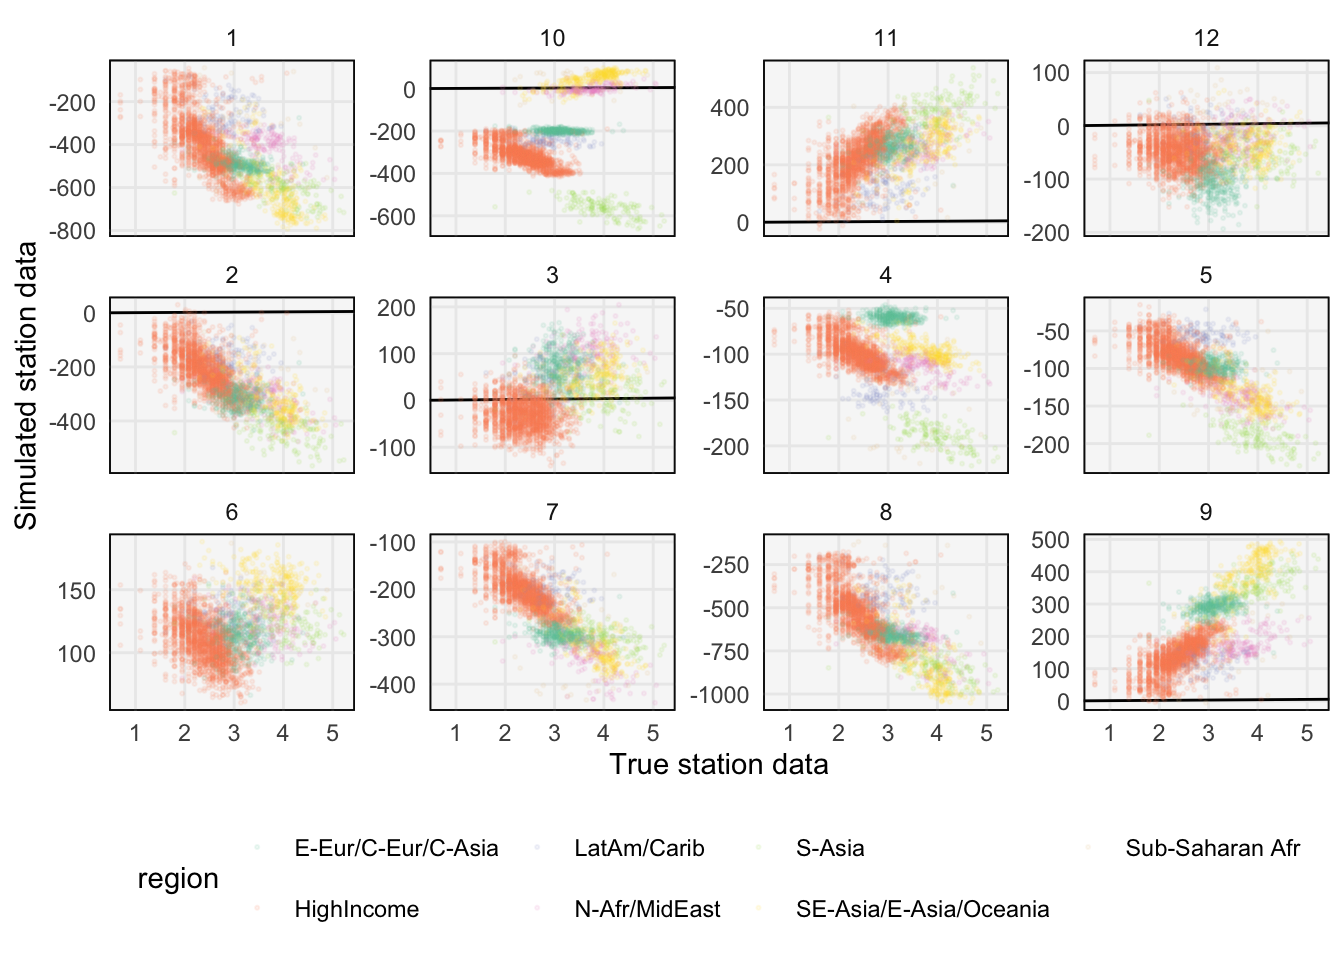 1 10 11 12
-200 -400 -600 -800
0 -200 -400 -600
400 200 0
100 0 -100 -200
2 3 4 5
0 -200 -400
200 100 0 -100
-50 -100 -150 -200
-50 -100 -150 -200
6 7 8 9
150 100
-100 -200 -300 -400
-250 -500 -750 -1000
500 400 300 200 100 0
1 2 3 4 5 1 2 3 4 5 1 2 3 4 5 1 2 3 4 5
Simulated station data
True station data
region
E-Eur/C-Eur/C-Asia LatAm/Carib S-Asia Sub-Saharan Afr
HighIncome N-Afr/MidEast SE-Asia/E-Asia/Oceania